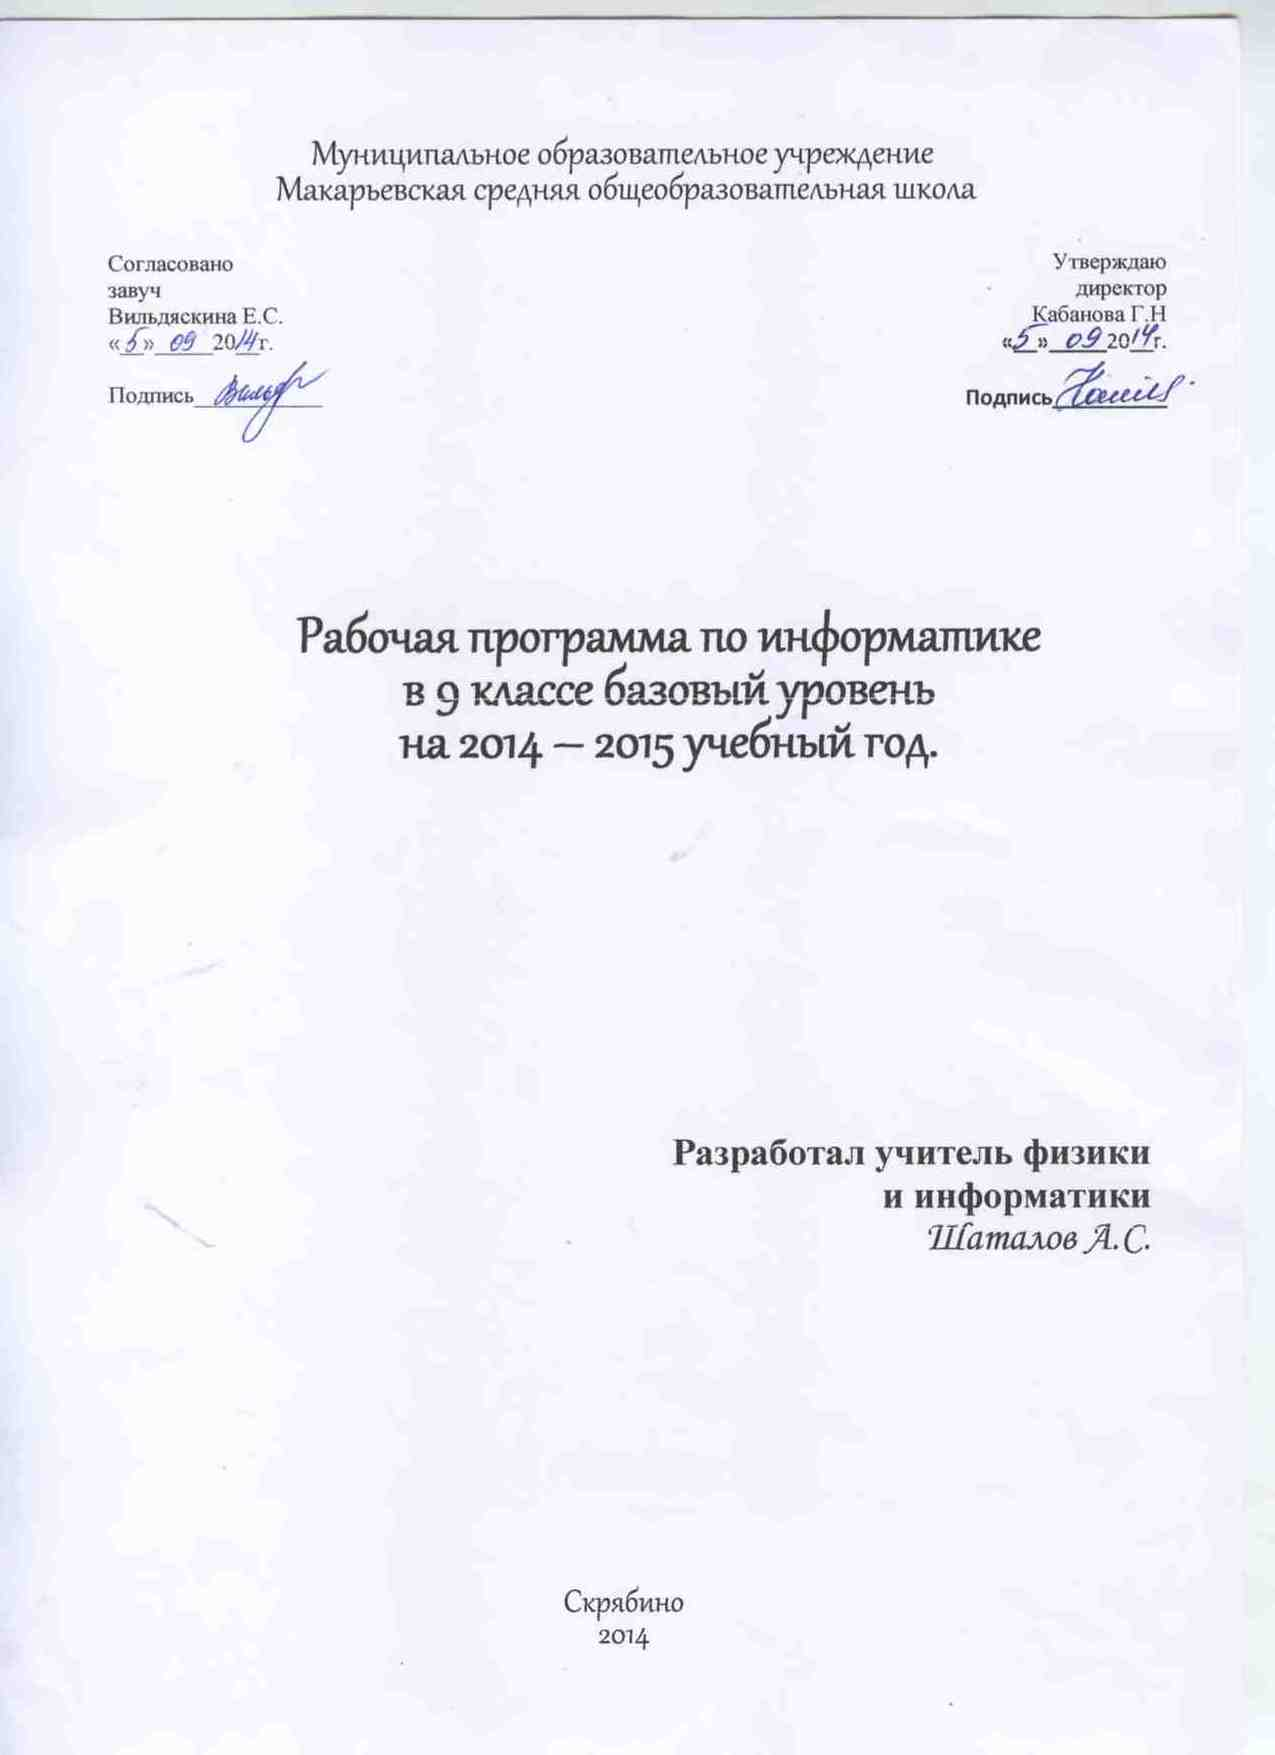 Муниципальное образовательное учреждение
Макарьевская средняя общеобразовательная школа
Согласовано
завуч
Вильдяскина Е.С.
«5» 09 2014г.
Подпись
Утверждаю
директор
Кабанова Г.Н
«5» 09 2014г.
Подпись
Рабочая программа по информатике
в 9 классе базовый уровень
на 2014 – 2015 учебный год.
Разработал учитель физики
и информатики
Шаталов А.С.
Скрябино
2014